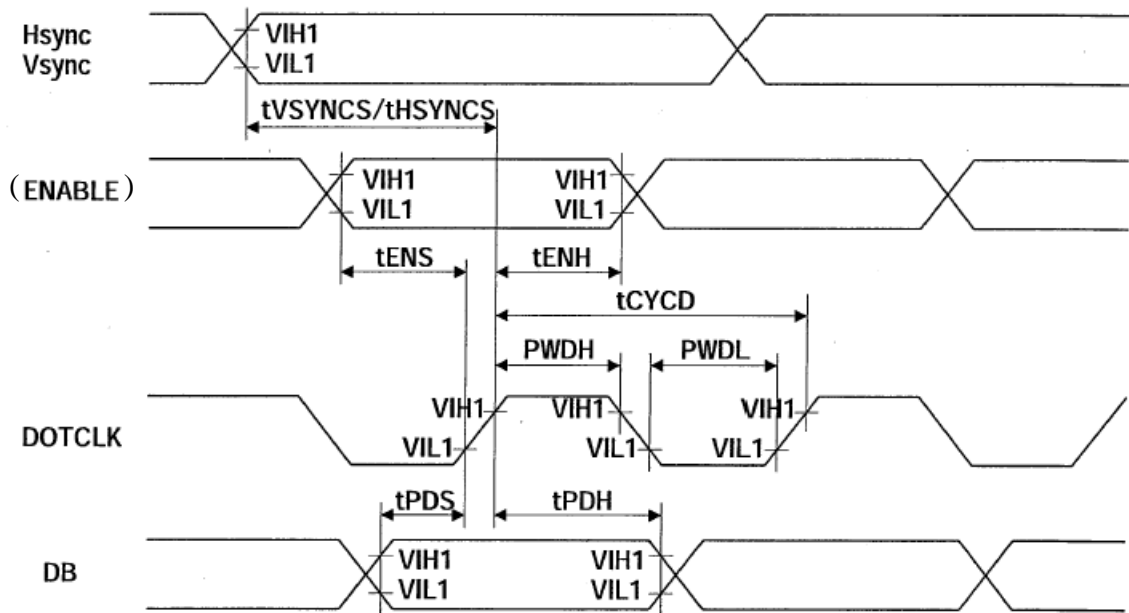 Hsync
Vsync
VIH1
VIL1
tVSYNCS/tHSYNCS
(ENABLE)
VIH1
VIL1
VIH1
VIL1
tENS
tENH
tCYCD
PWDH
PWDL
DOTCLK
VIH1
VIL1
VIH1
VIL1
VIH1
VIL1
tPDS
tPDH
DB
VIH1
VIL1
VIH1
VIL1